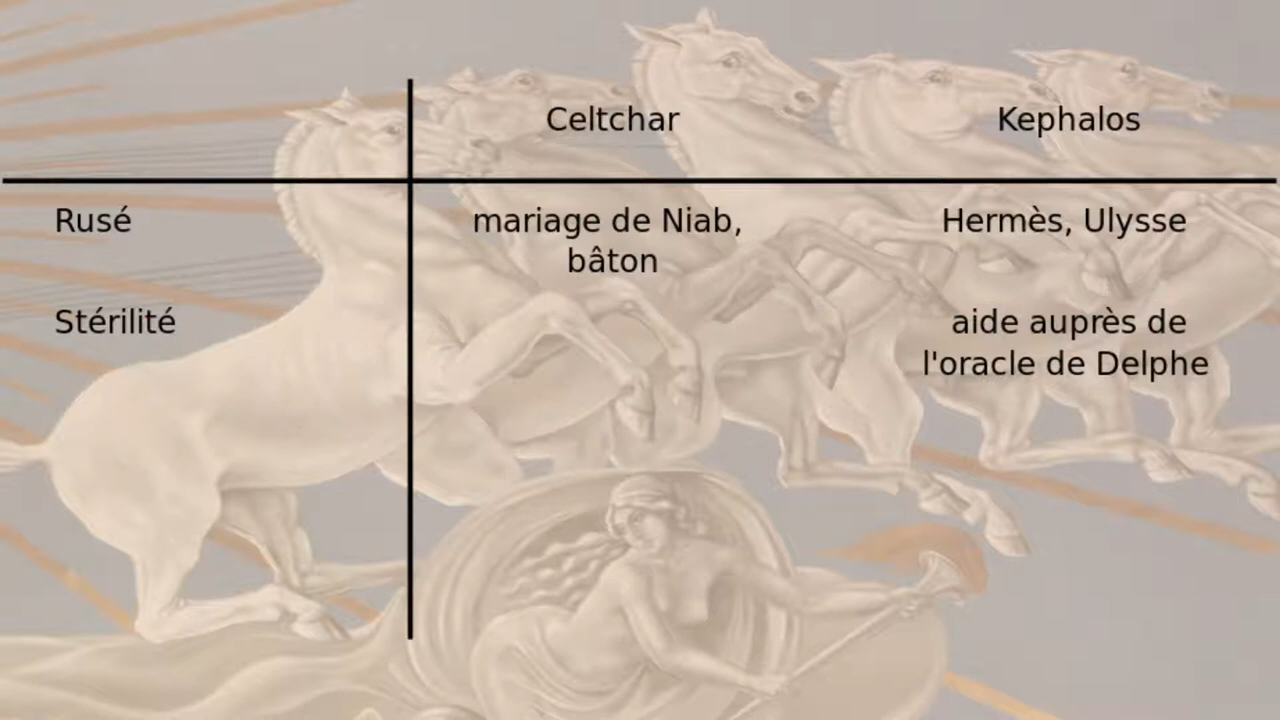 Celtchar Kephalos
Rusé mariage de Niab, Hermès, Ulysse
bâton
Stérilité aide auprès de
l'oracle de Delphe